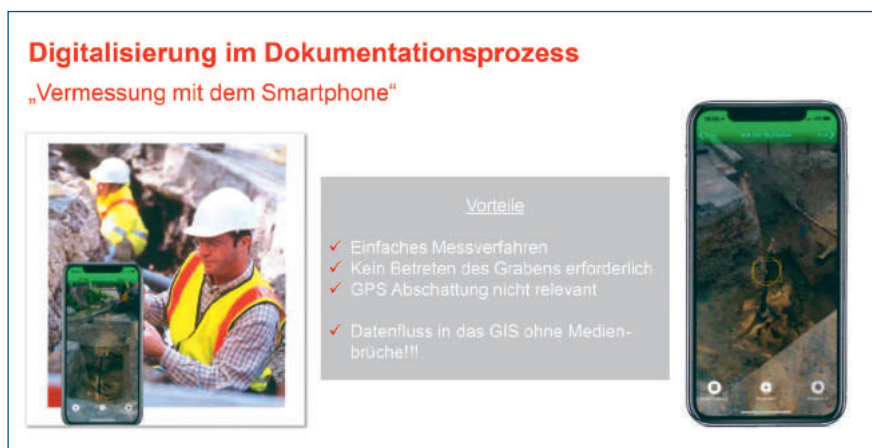 Digitalisierung im Dokumentationsprozess
„Vermessung mit dem Smartphone“
Vorteile
✓ Einfaches Messverfahren
✓ Kein Betreten des Grabens erforderlich
✓ GPS Abschattung nicht relevant
✓ Datenfluss in das GIS ohne Medien-
brüche!!!